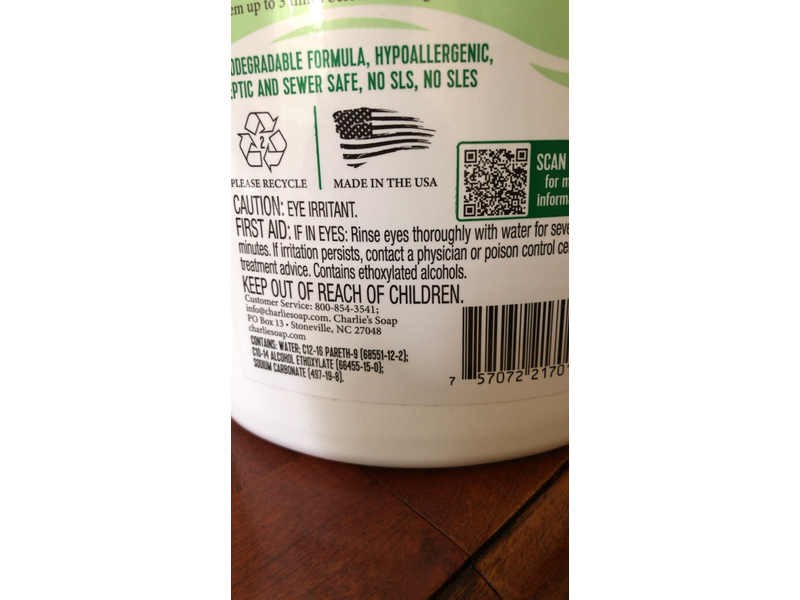 em up to 3
ODEGRADABLE FORMULA, HYPOALLERGENIC,
EPTIC AND SEWER SAFE, NO SLS, NO SLES
2
PLEASE RECYCLE
MADE IN THE USA
SCAN
for m
informa
CAUTION: EYE IRRITANT.
FIRST AID: IF IN EYES: Rinse eyes thoroughly with water for seve
minutes. If irritation persists, contact a physician or poison control ce
treatment advice. Contains ethoxylated alcohols.
KEEP OUT OF REACH OF CHILDREN.
Customer Service: 800-854-3541;
info@charliesoap.com. Charlie's Soap
PO Box 13 • Stoneville, NC 27048
charliesoap.com
CONTAINS: WATER; C12-16 PARETH-9 (68551-12-2);
C10-14 ALCOHOL ETHOXYLATE (66455-15-0);
SODIUM CARBONATE (497-19-8).
7 57072 21701